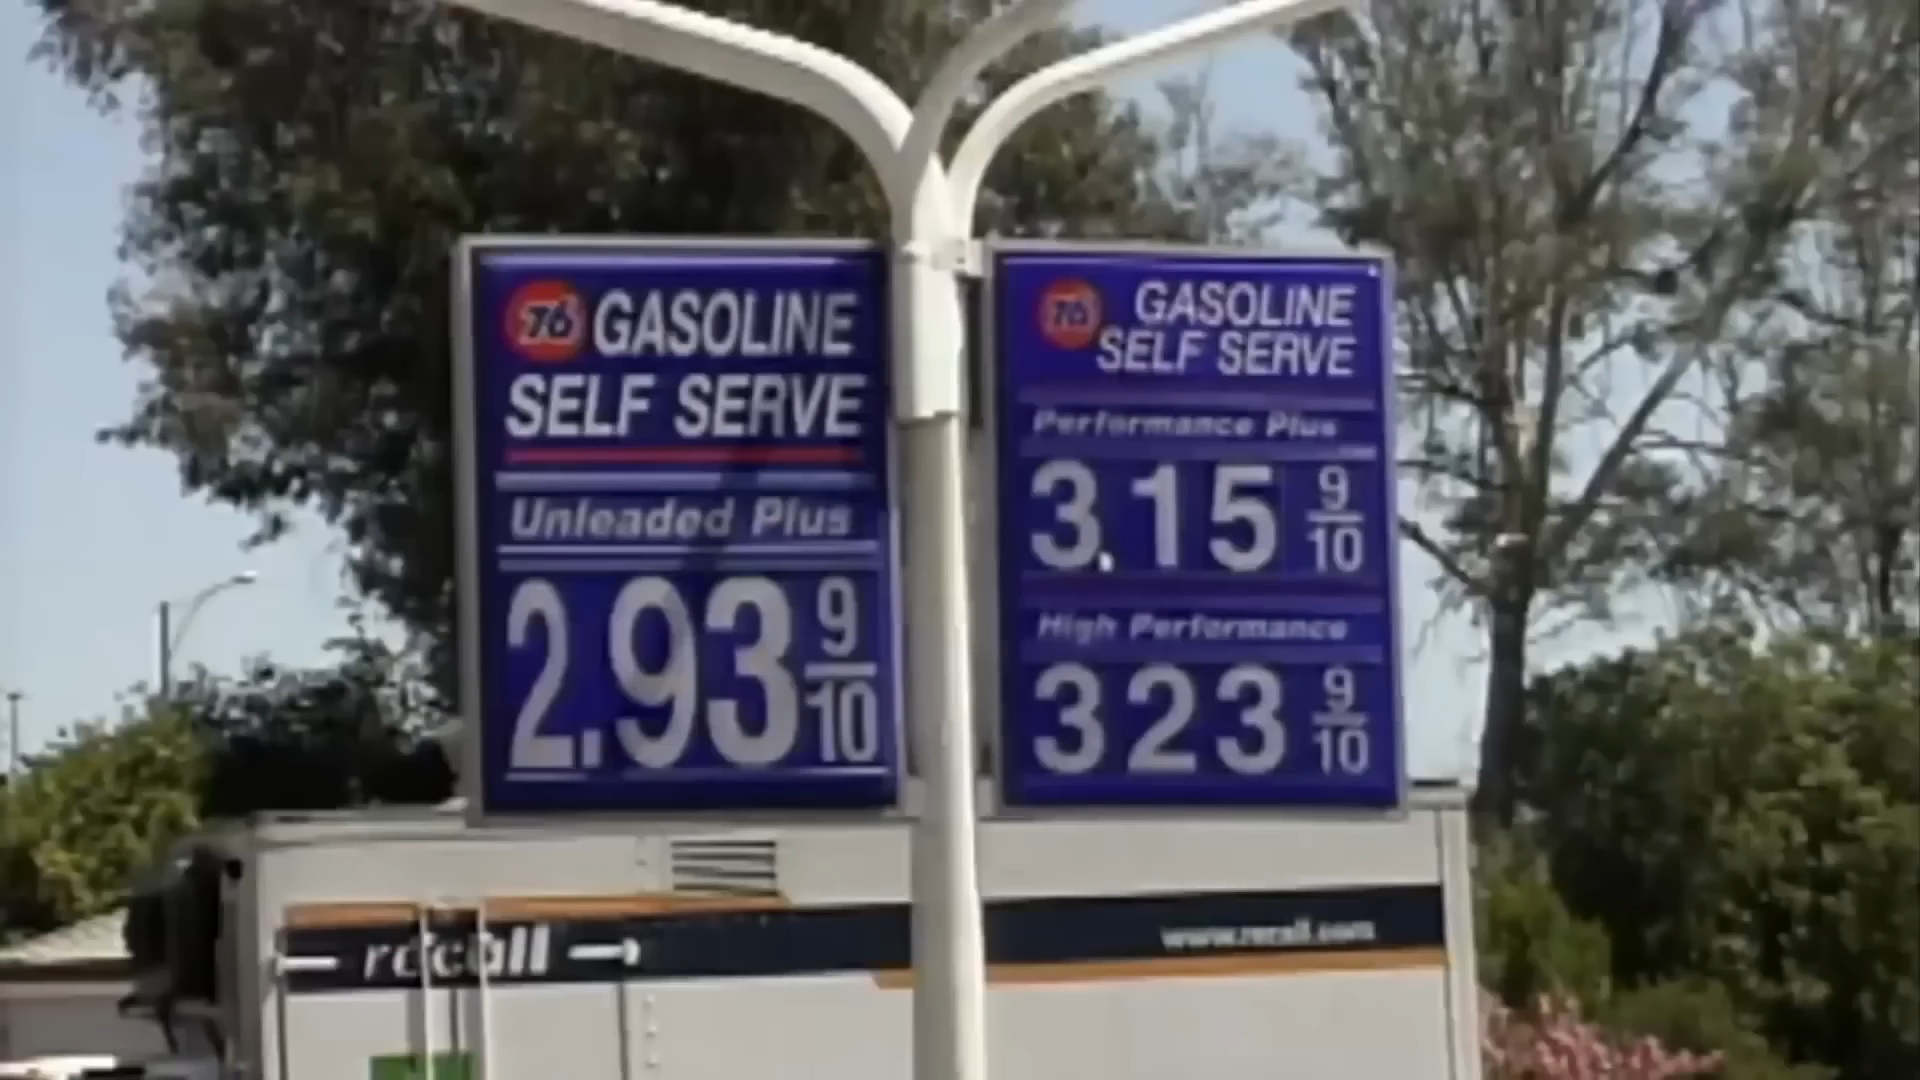 76 GASOLINE
SELF SERVE
Unleaded Plus
2.93 9/10
76 GASOLINE
SELF SERVE
Performance Plus
3.15 9/10
High Performance
323 9/10
recall
www.recall.com